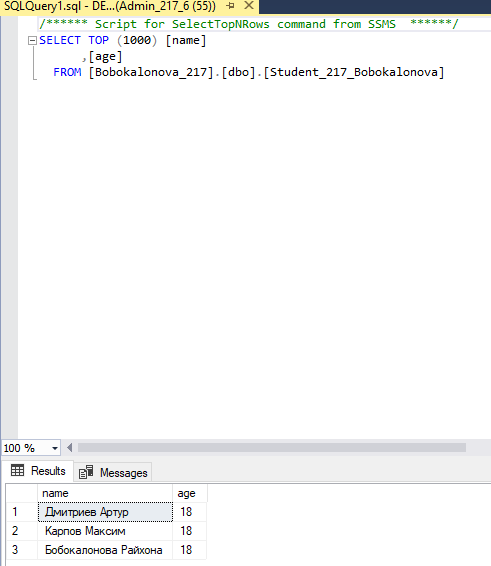 SQLQuery1.sql - DE...(Admin_217_6 (55))
/****** Script for SelectTopNRows command from SSMS  ******/
SELECT TOP (1000) [name]
,[age]
FROM [Bobokalonova_217].[dbo].[Student_217_Bobokalonova]
100 %
Results Messages
name age
1 Дмитриев Артур 18
2 Карпов Максим 18
3 Бобокалонова Райхона 18